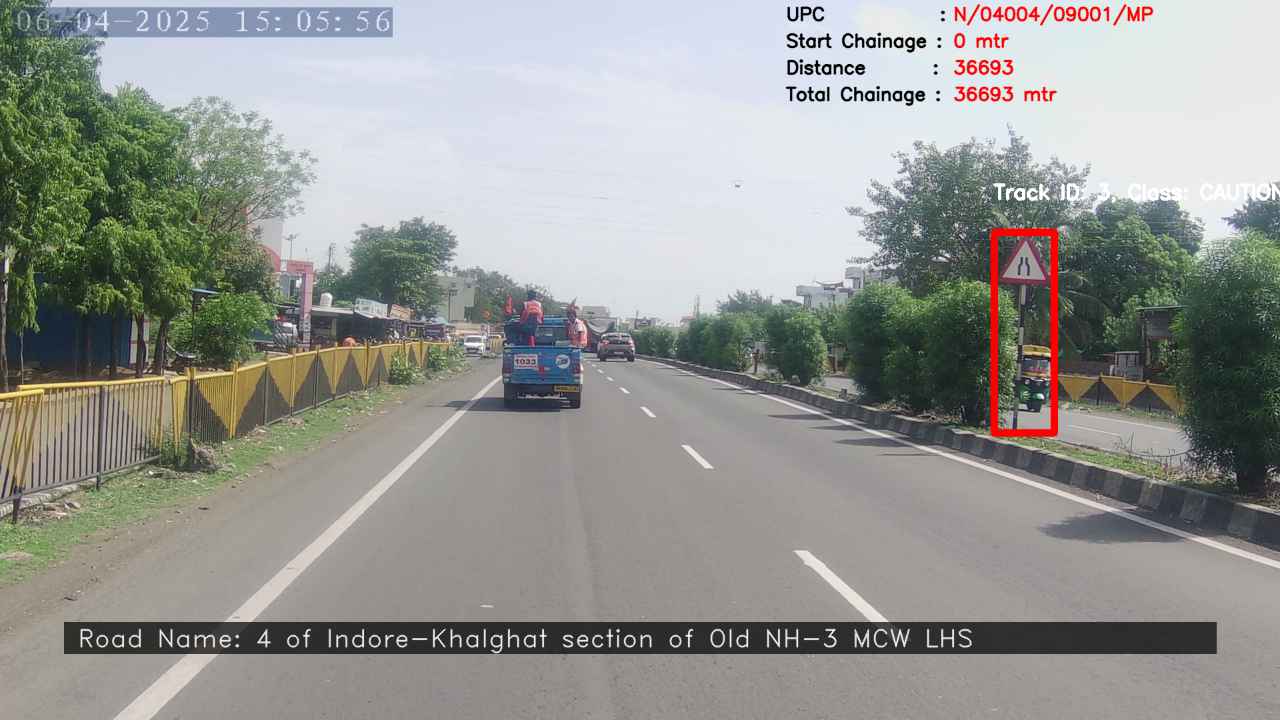 06-04-2025 15:05:56
UPC : N/04004/09001/MP
Start Chainage : 0 mtr
Distance : 36693
Total Chainage : 36693 mtr
Track ID: 3, Class: CAUTION
1033
Road Name: 4 of Indore-Khalghat section of Old NH-3 MCW LHS